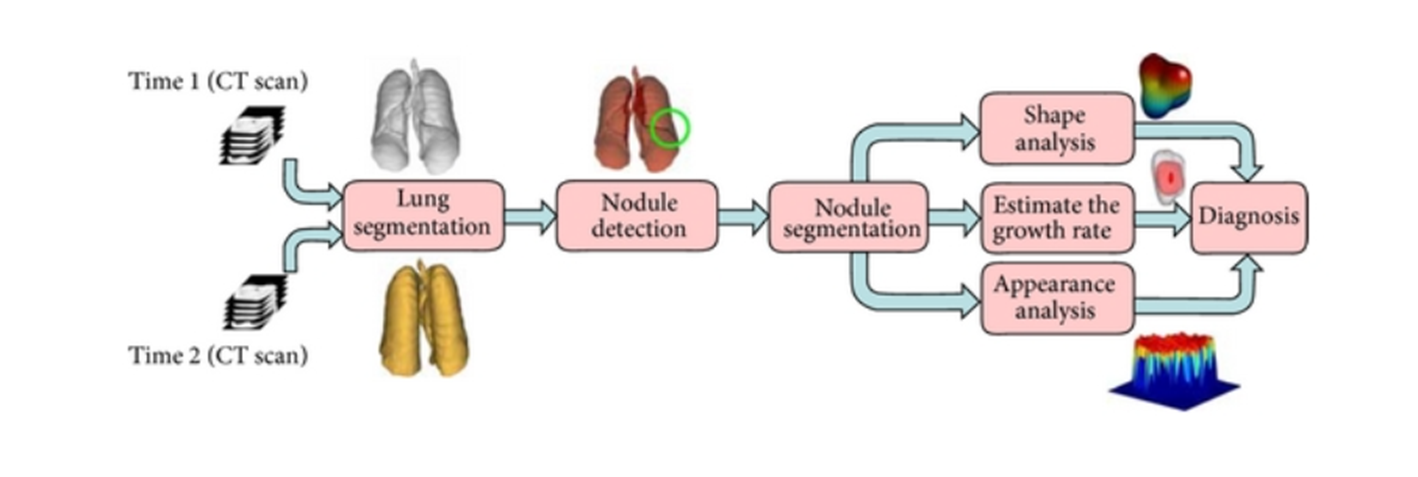 Time 1 (CT scan)
Lung
segmentation
Time 2 (CT scan)
Nodule
detection
Nodule
segmentation
Shape
analysis
Estimate the
growth rate
Appearance
analysis
Diagnosis